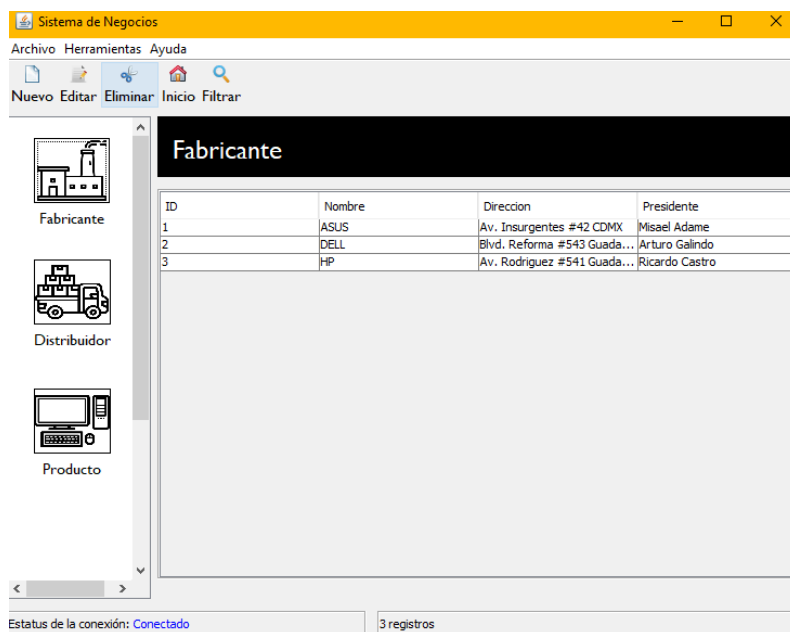 Sistema de Negocios
Archivo Herramientas Ayuda
Nuevo Editar Eliminar Inicio Filtrar
Fabricante
Fabricante
Distribuidor
Producto
ID Nombre Direccion Presidente
1 ASUS Av. Insurgentes #42 CDMX Misael Adame
2 DELL Blvd. Reforma #543 Guada... Arturo Galindo
3 HP Av. Rodriguez #541 Guada... Ricardo Castro
Estatus de la conexión: Conectado
3 registros